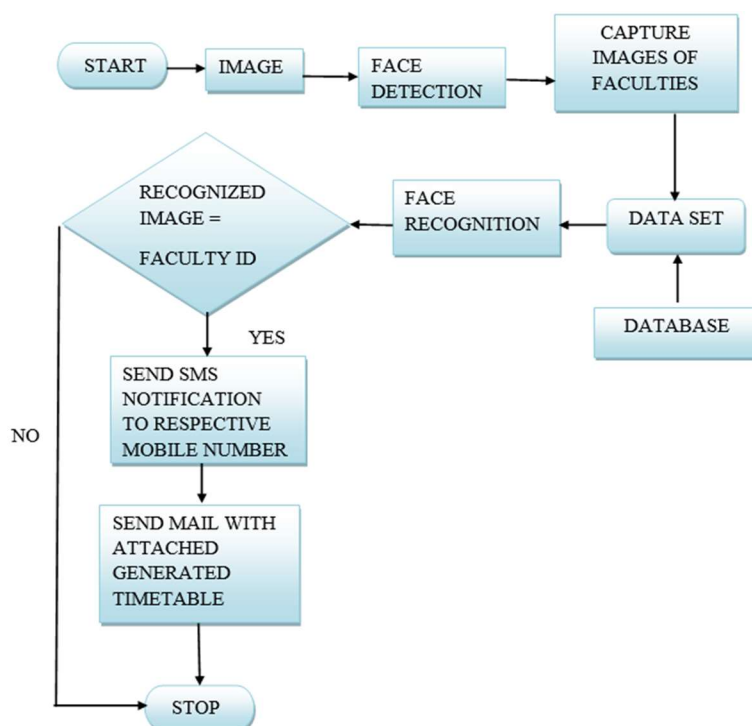 START
IMAGE
FACE
DETECTION
CAPTURE
IMAGES OF
FACULTIES
RECOGNIZED
IMAGE =
FACULTY ID
FACE
RECOGNITION
DATA SET
DATABASE
YES
SEND SMS
NOTIFICATION
TO RESPECTIVE
MOBILE NUMBER
NO
SEND MAIL WITH
ATTACHED
GENERATED
TIMETABLE
STOP